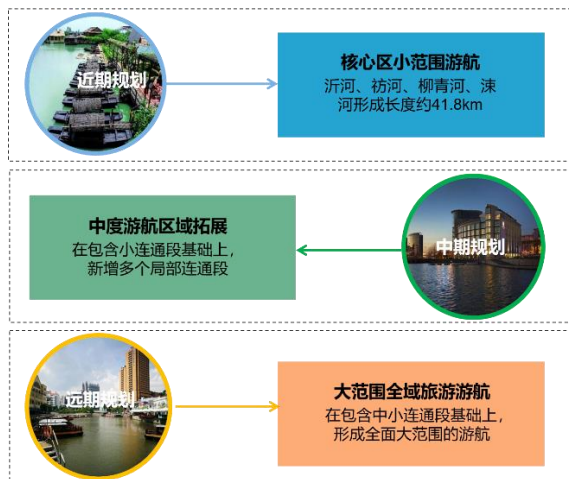 近期规划
核心区小范围游航
沂河、祊河、柳青河、涑
河形成长度约41.8km
中度游航区域拓展
在包含小连通段基础上，
新增多个局部连通段
中期规划
远期规划
大范围全域旅游游航
在包含中小连通段基础上，
形成全面大范围的游航